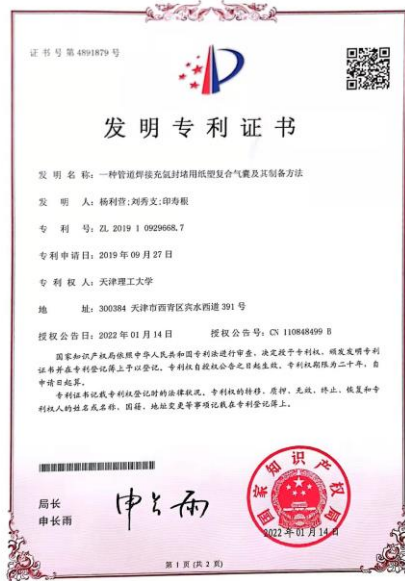 证书号第4891879号
发明专利证书
发明名称：一种管道焊接充氩封堵用纸塑复合气囊及其制备方法
发明人：杨利营;刘秀支;印寿根
专利号：ZL 2019 1 0929668.7
专利申请日：2019年09月27日
专利权人：天津理工大学
地址：300384 天津市西青区宾水西道391号
授权公告日：2022年01月14日 授权公告号：CN 110848499 B
国家知识产权局依照中华人民共和国专利法进行审查，决定授予专利权，颁发发明专利
证书并在专利登记簿上予以登记。专利权自授权公告之日起生效。专利权期限为二十年，自
申请日起算。
专利证书记载专利权登记时的法律状况。专利权的转移、质押、无效、终止、恢复和专
利权人的姓名或名称、国籍、地址变更等事项记载在专利登记簿上。
局长
申长雨
申长雨
国家知识产权局
2022年01月14日
第1页(共2页)